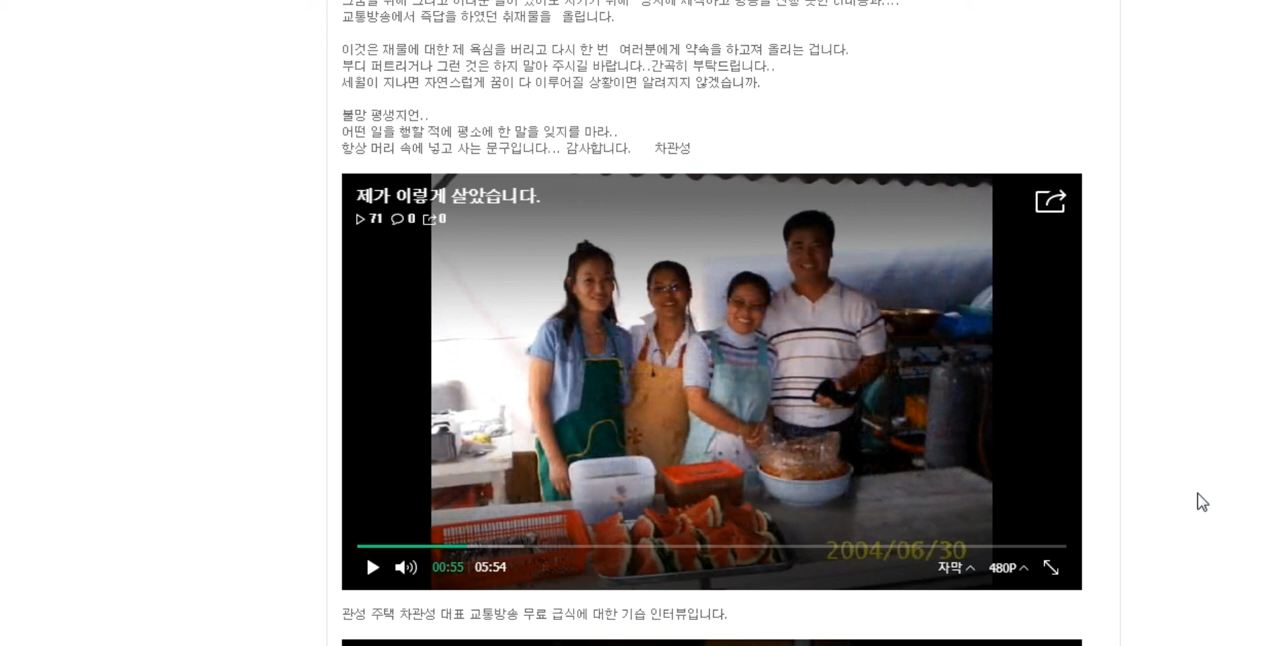 교통방송에서 즉답을 하였던 취재물을 올립니다.
이것은 재물에 대한 제 욕심을 버리고 다시 한 번 여러분에게 약속을 하고져 올리는 겁니다.
부디 퍼트리거나 그런 것은 하지 말아 주시길 바랍니다..간곡히 부탁드립니다..
세월이 지나면 자연스럽게 꿈이 다 이루어질 상황이면 알려지지 않겠습니까.
불망 평생지언..
어떤 일을 행할 적에 평소에 한 말을 잊지를 마라..
항상 머리 속에 넣고 사는 문구입니다... 감사합니다. 차관성
제가 이렇게 살았습니다.
71 0 0
2004/06/30
00:55 05:54 자막 480P
관성 주택 차관성 대표 교통방송 무료 급식에 대한 기습 인터뷰입니다.